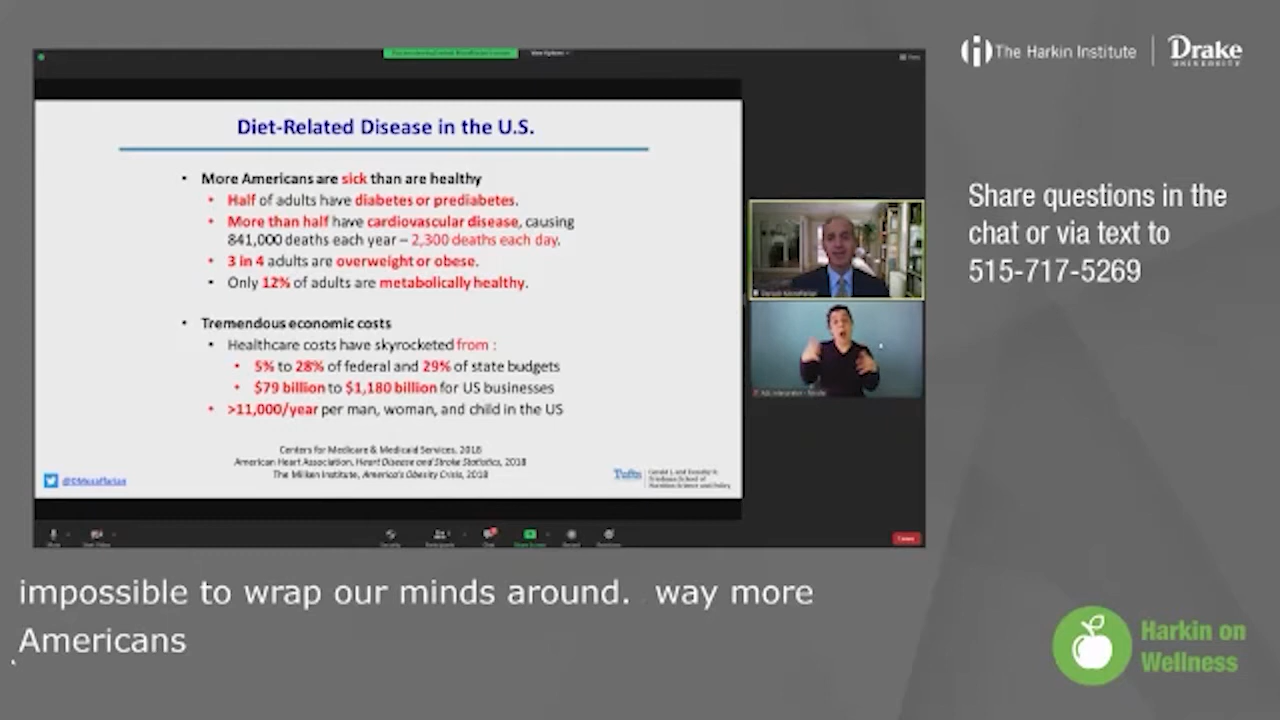 The Harkin Institute
Drake
UNIVERSITY
Diet-Related Disease in the U.S.
• More Americans are sick than are healthy
• Half of adults have diabetes or prediabetes.
• More than half have cardiovascular disease, causing
841,000 deaths each year – 2,300 deaths each day.
• 3 in 4 adults are overweight or obese.
• Only 12% of adults are metabolically healthy.
• Tremendous economic costs
• Healthcare costs have skyrocketed from :
• 5% to 28% of federal and 29% of state budgets
• $79 billion to $1,180 billion for US businesses
• >11,000/year per man, woman, and child in the US
Centers for Medicare & Medicaid Services, 2018
American Heart Association, Heart Disease and Stroke Statistics, 2018
The Milken Institute, America's Obesity Crisis, 2018
@DMozaffarian
Tufts
Share questions in the
chat or via text to
515-717-5269
impossible to wrap our minds around. way more
Americans
Harkin on
Wellness